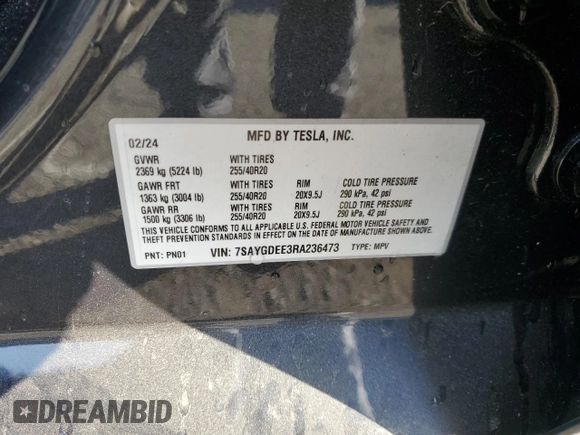 02/24 MFD BY TESLA, INC.
GVWR WITH TIRES
2369 kg (5224 lb) 255/40R20
GAWR FRT WITH TIRES RIM COLD TIRE PRESSURE
1363 kg (3004 lb) 255/40R20 20X9.5J 290 kPa, 42 psi
GAWR RR WITH TIRES RIM COLD TIRE PRESSURE
1500 kg (3306 lb) 255/40R20 20X9.5J 290 kPa, 42 psi
THIS VEHICLE CONFORMS TO ALL APPLICABLE U.S. FEDERAL MOTOR VEHICLE SAFETY AND
THEFT PREVENTION STANDARDS IN EFFECT ON THE DATE OF MANUFACTURE SHOWN ABOVE.
PNT: PN01 VIN: 7SAYGDEE3RA236473 TYPE: MPV
DREAMBID